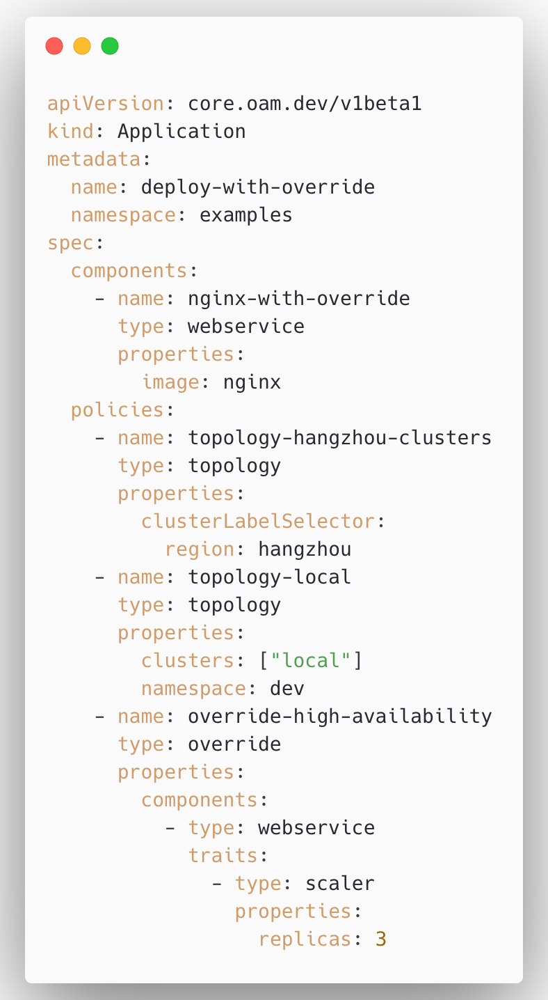 apiVersion: core.oam.dev/v1beta1
kind: Application
metadata:
  name: deploy-with-override
  namespace: examples
spec:
  components:
    - name: nginx-with-override
      type: webservice
      properties:
        image: nginx
  policies:
    - name: topology-hangzhou-clusters
      type: topology
      properties:
        clusterLabelSelector:
          region: hangzhou
    - name: topology-local
      type: topology
      properties:
        clusters: ["local"]
        namespace: dev
    - name: override-high-availability
      type: override
      properties:
        components:
          - type: webservice
            traits:
              - type: scaler
                properties:
                  replicas: 3